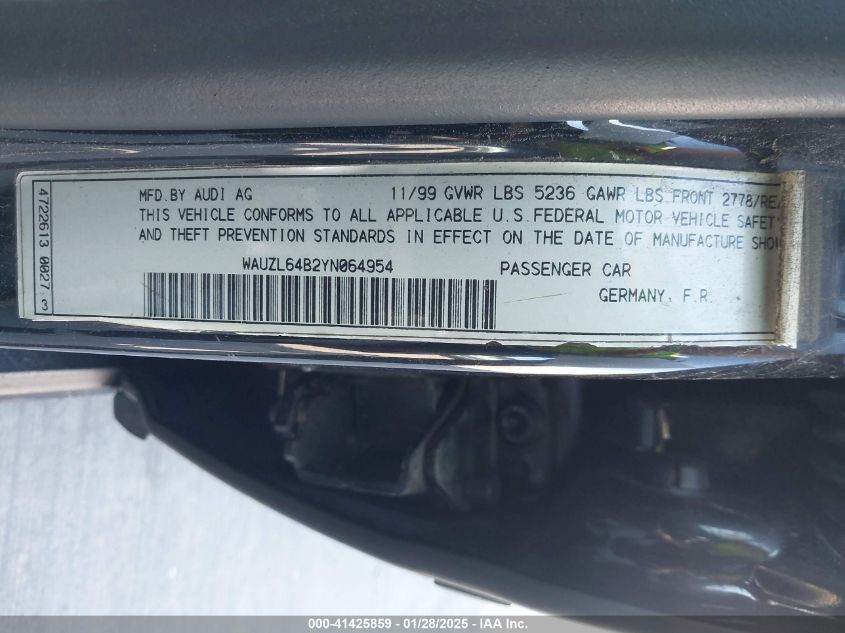 4722613 0027 3
MFD.BY AUDI AG 11/99 GVWR LBS 5236 GAWR LBS FRONT 2778/REA
THIS VEHICLE CONFORMS TO ALL APPLICABLE U.S.FEDERAL MOTOR VEHICLE SAFET
AND THEFT PREVENTION STANDARDS IN EFFECT ON THE DATE OF MANUFACTURE SHO
WAUZL64B2YN064954 PASSENGER CAR
GERMANY, F.R.
000-41425859 - 01/28/2025 - IAA Inc.